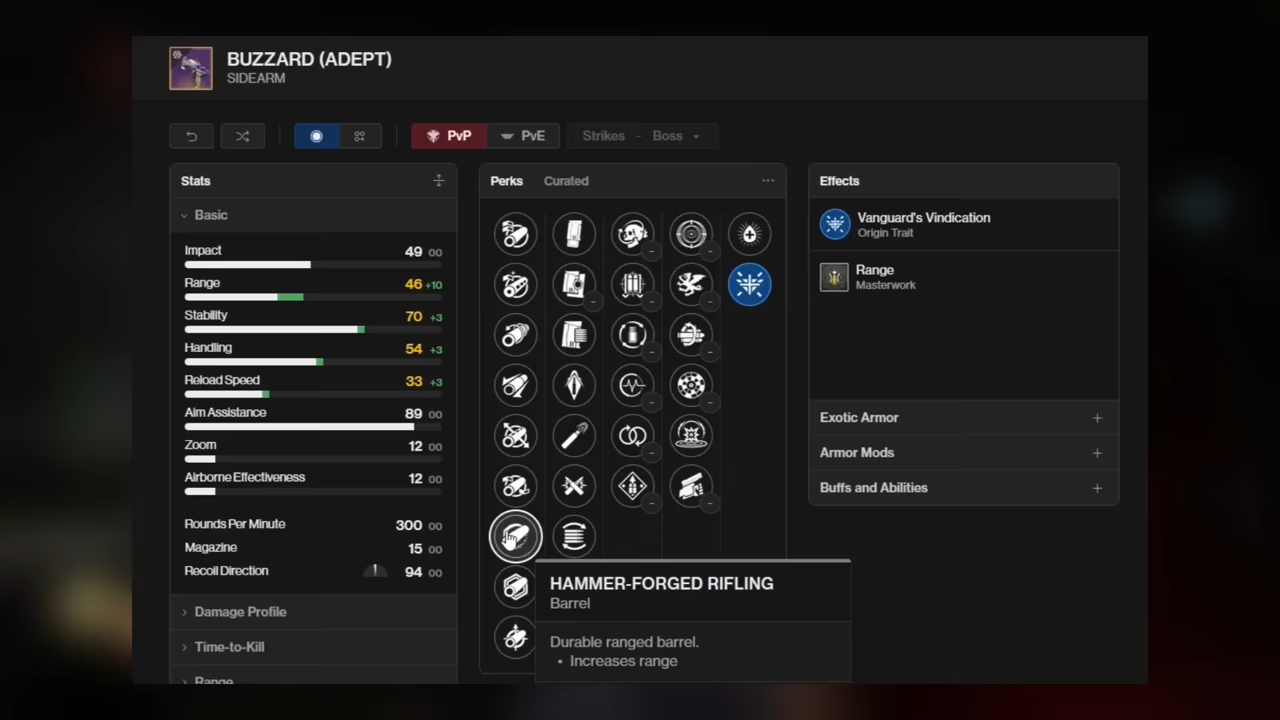 BUZZARD (ADEPT)
SIDEARM
PvP
PvE
Strikes - Boss
Stats
Basic
Impact 49 00
Range 46 +10
Stability 70 +3
Handling 54 +3
Reload Speed 33 +3
Aim Assistance 89 00
Zoom 12 00
Airborne Effectiveness 12 00
Rounds Per Minute 300 00
Magazine 15 00
Recoil Direction 94 00
Damage Profile
Time-to-Kill
Range
Perks Curated
HAMMER-FORGED RIFLING
Barrel
Durable ranged barrel.
• Increases range
Effects
Vanguard's Vindication
Origin Trait
Range
Masterwork
Exotic Armor +
Armor Mods +
Buffs and Abilities +